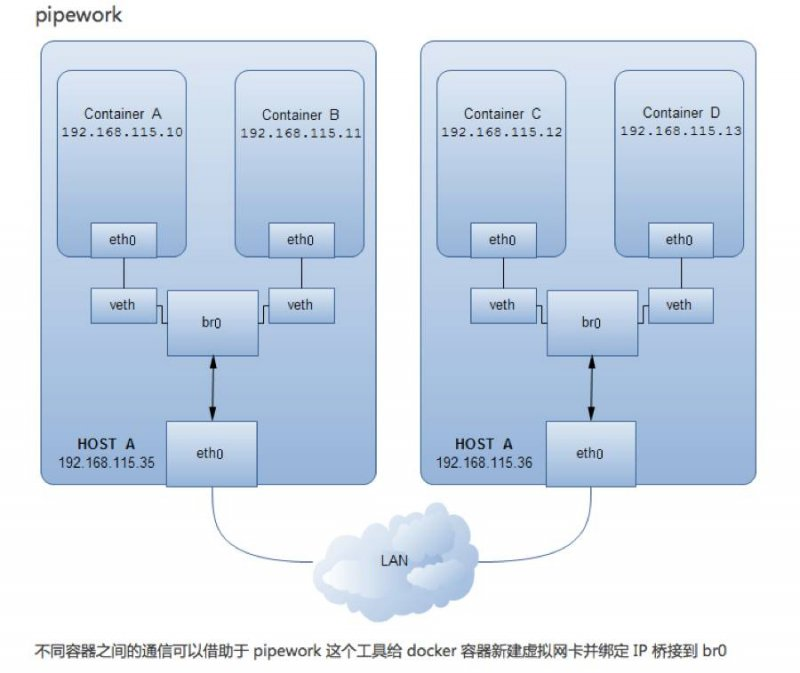 pipework
Container A
192.168.115.10
Container B
192.168.115.11
eth0
eth0
veth
br0
veth
HOST A
192.168.115.35
eth0
Container C
192.168.115.12
Container D
192.168.115.13
eth0
eth0
veth
br0
veth
HOST A
192.168.115.36
eth0
LAN
不同容器之间的通信可以借助于 pipework 这个工具给 docker 容器新建虚拟网卡并绑定 IP 桥接到 br0